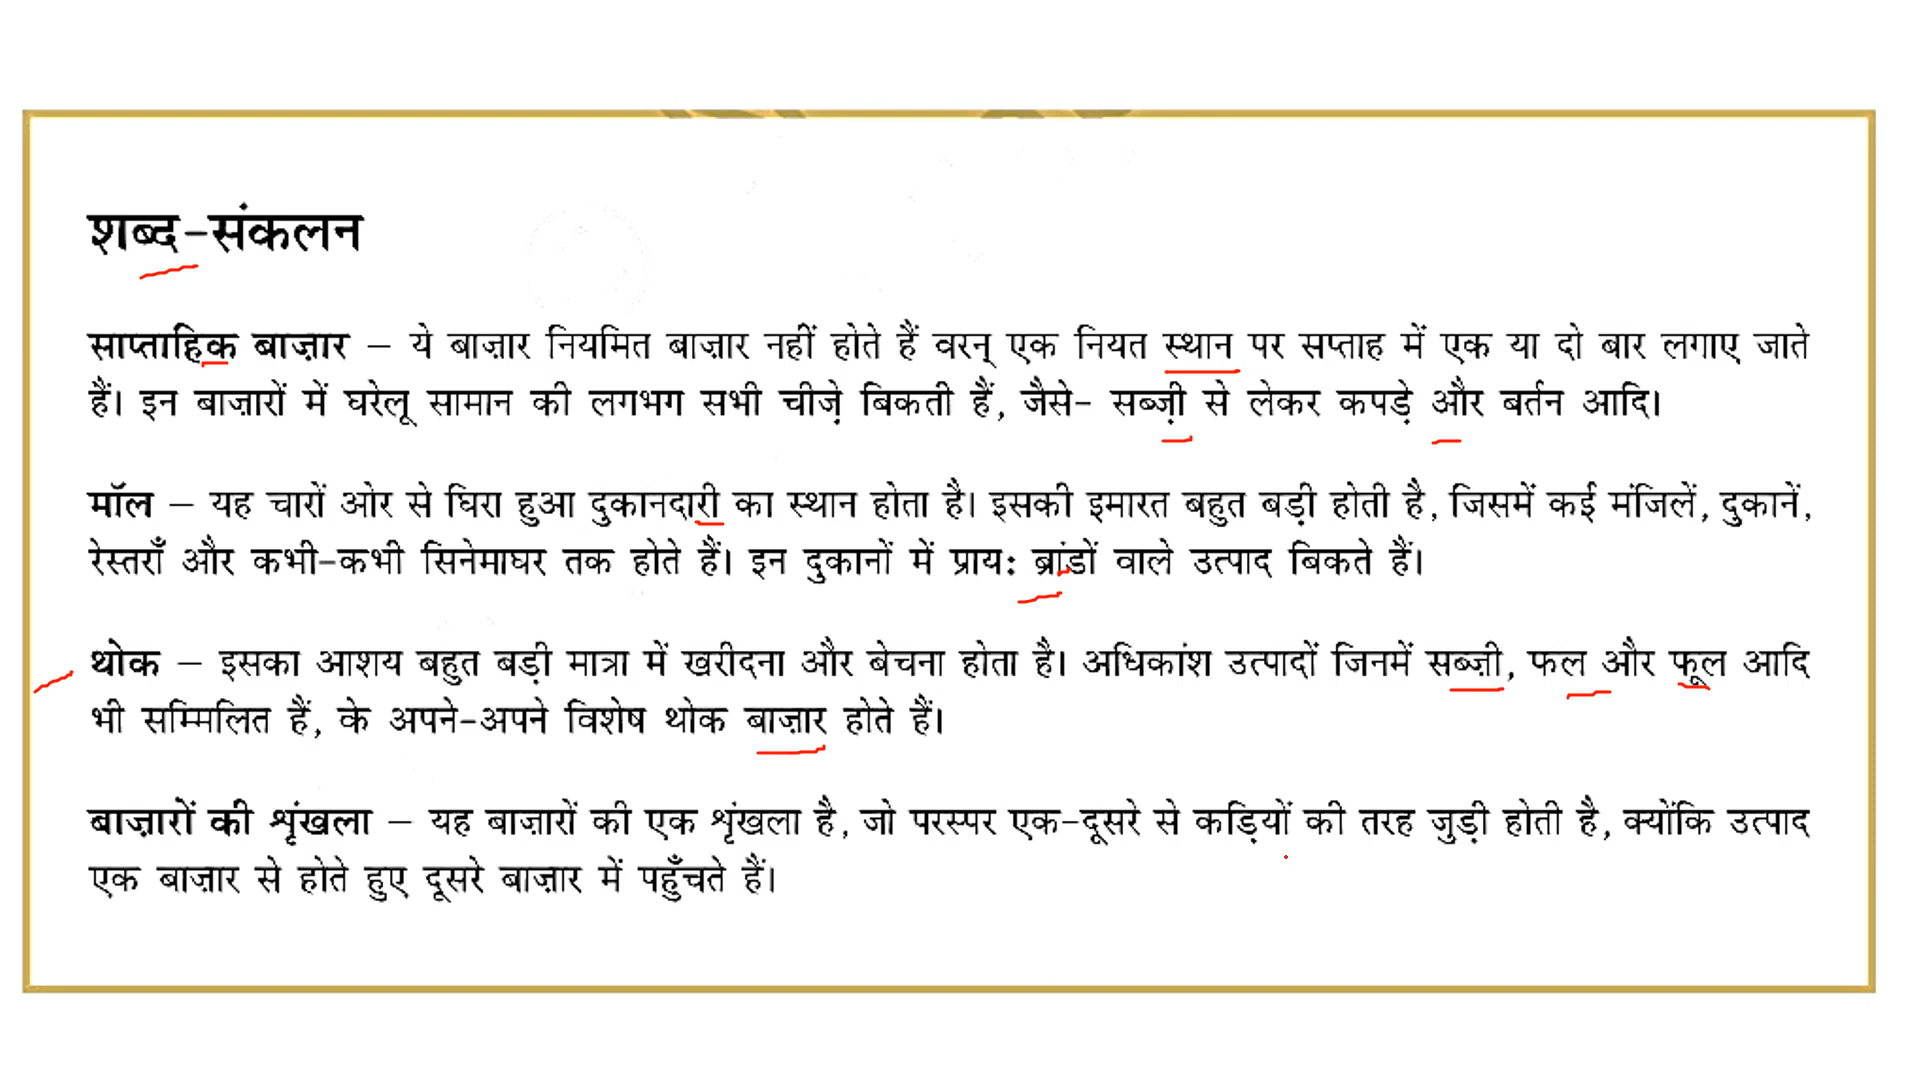 शब्द-संकलन
साप्ताहिक बाज़ार – ये बाज़ार नियमित बाज़ार नहीं होते हैं वरन् एक नियत स्थान पर सप्ताह में एक या दो बार लगाए जाते
हैं। इन बाज़ारों में घरेलू सामान की लगभग सभी चीज़ें बिकती हैं, जैसे- सब्ज़ी से लेकर कपड़े और बर्तन आदि।
मॉल – यह चारों ओर से घिरा हुआ दुकानदारी का स्थान होता है। इसकी इमारत बहुत बड़ी होती है, जिसमें कई मंजिलें, दुकानें,
रेस्तराँ और कभी-कभी सिनेमाघर तक होते हैं। इन दुकानों में प्राय: ब्रांडों वाले उत्पाद बिकते हैं।
थोक – इसका आशय बहुत बड़ी मात्रा में खरीदना और बेचना होता है। अधिकांश उत्पादों जिनमें सब्ज़ी, फल और फूल आदि
भी सम्मिलित हैं, के अपने-अपने विशेष थोक बाज़ार होते हैं।
बाज़ारों की शृंखला – यह बाज़ारों की एक शृंखला है, जो परस्पर एक-दूसरे से कड़ियों की तरह जुड़ी होती है, क्योंकि उत्पाद
एक बाज़ार से होते हुए दूसरे बाज़ार में पहुँचते हैं।